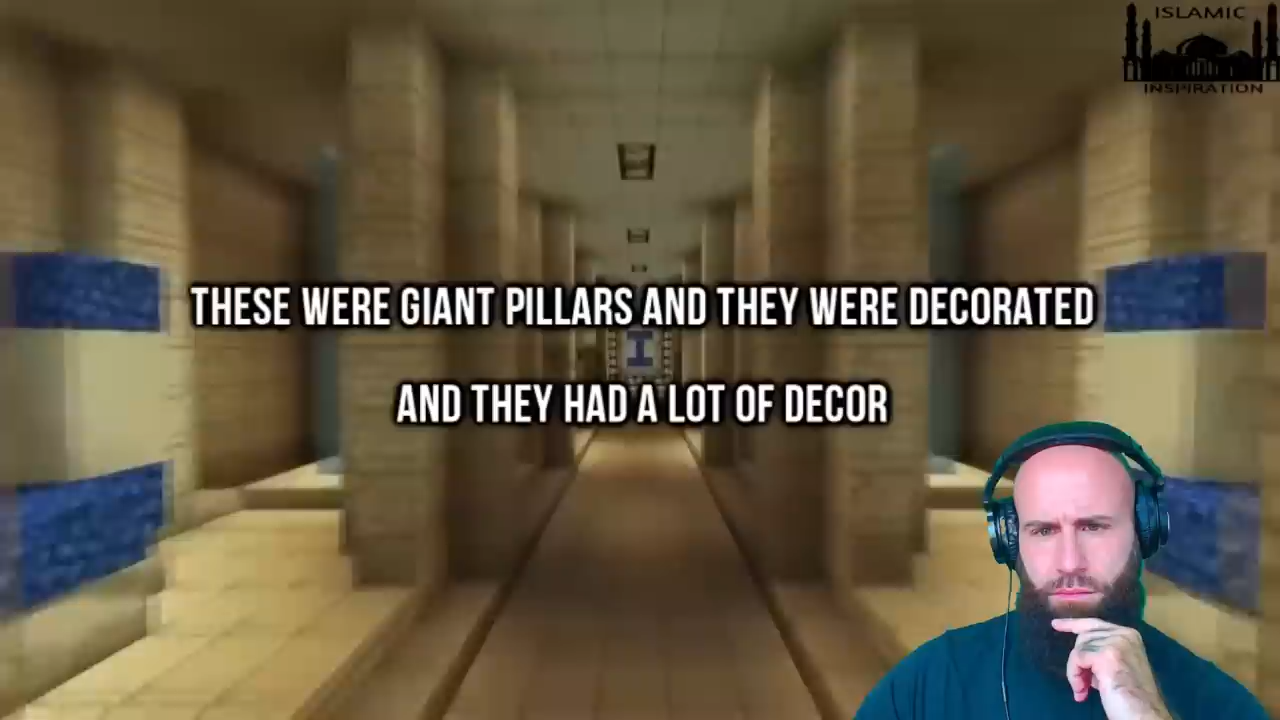 ISLAMIC
INSPIRATION
THESE WERE GIANT PILLARS AND THEY WERE DECORATED
I
AND THEY HAD A LOT OF DECOR